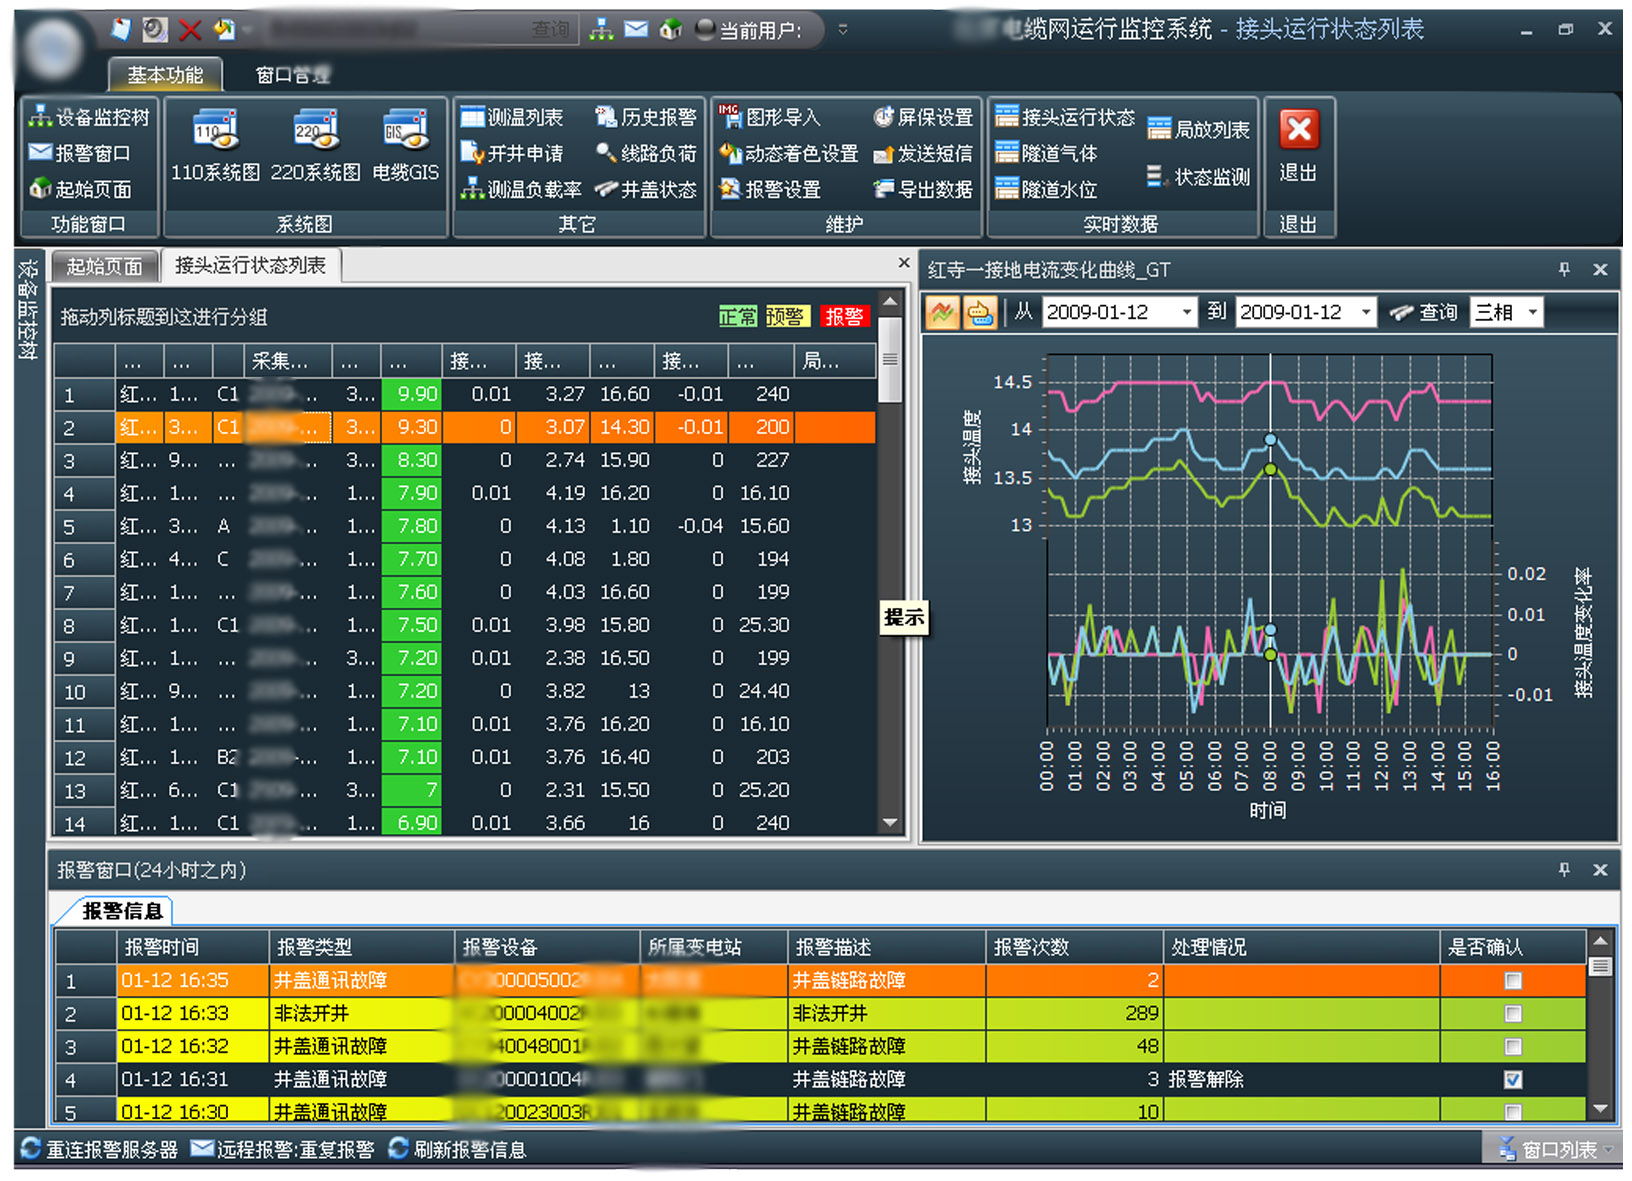 查询 当前用户:
电缆网运行监控系统 - 接头运行状态列表
基本功能 窗口管理
设备监控树
报警窗口
起始页面
功能窗口
110 220 GIS
110系统图 220系统图 电缆GIS
系统图
测温列表 历史报警
开井申请 线路负荷
测温负载率 井盖状态
其它
IMG 图形导入 屏保设置
动态着色设置 发送短信
报警设置 导出数据
维护
接头运行状态 局放列表
隧道气体
隧道水位 状态监测
实时数据
退出
退出
设备监控树
起始页面 接头运行状态列表
拖动列标题到这进行分组 正常 预警 报警
... ... 采集... ... ... 接... 接... ... 接... ... 局...
1 红... 1... C1 ... 3... 9.90 0.01 3.27 16.60 -0.01 240
2 红... 3... C1 ... 3... 9.30 0 3.07 14.30 -0.01 200
3 红... 9... ... ... 3... 8.30 0 2.74 15.90 0 227
4 红... 1... ... ... 1... 7.90 0.01 4.19 16.20 0 16.10
5 红... 3... A ... 1... 7.80 0 4.13 1.10 -0.04 15.60
6 红... 4... C ... 1... 7.70 0 4.08 1.80 0 194
7 红... 1... ... ... 1... 7.60 0 4.03 16.60 0 199
8 红... 1... C1 ... 1... 7.50 0.01 3.98 15.80 0 25.30
9 红... 1... ... ... 3... 7.20 0.01 2.38 16.50 0 199
10 红... 9... ... ... 1... 7.20 0 3.82 13 0 24.40
11 红... 1... ... ... 1... 7.10 0.01 3.76 16.20 0 16.10
12 红... 1... B2 ... 1... 7.10 0.01 3.76 16.40 0 203
13 红... 6... C1 ... 3... 7 0 2.31 15.50 0 25.20
14 红... 1... C1 ... 1... 6.90 0.01 3.66 16 0 240
提示
红寺一接地电流变化曲线_GT
从 2009-01-12 到 2009-01-12 查询 三相
接头温度
14.5
14
13.5
13
0.02
0.01
0
-0.01
接头温度变化率
00:00 01:00 02:00 03:00 04:00 05:00 06:00 07:00 08:00 09:00 10:00 11:00 12:00 13:00 14:00 15:00 16:00
时间
报警窗口(24小时之内)
报警信息
报警时间 报警类型 报警设备 所属变电站 报警描述 报警次数 处理情况 是否确认
1 01-12 16:35 井盖通讯故障 000005002 井盖链路故障 2
2 01-12 16:33 非法开井 00004002 非法开井 289
3 01-12 16:32 井盖通讯故障 40048001 井盖链路故障 48
4 01-12 16:31 井盖通讯故障 00001004 井盖链路故障 3 报警解除
5 01-12 16:30 井盖通讯故障 20023003 井盖链路故障 10
重连报警服务器 远程报警:重复报警 刷新报警信息 窗口列表